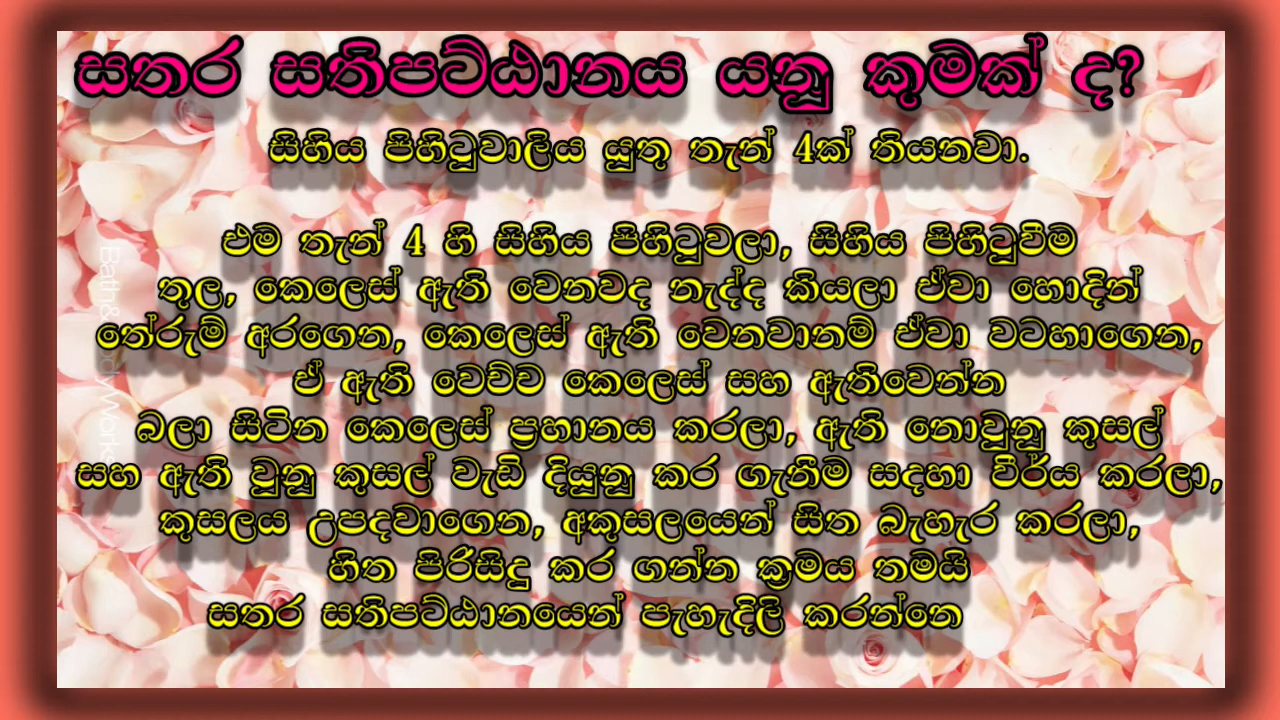 සතර සතිපට්ඨානය යනු කුමක් ද?
සිහිය පිහිටුවාලිය යුතු තැන් 4ක් තියනවා.
එම තැන් 4 හි සිහිය පිහිටුවලා, සිහිය පිහිටුවීම
තුල, කෙලෙස් ඇති වෙනවද නැද්ද කියලා ඒවා හොදින්
තේරුම් අරගෙන, කෙලෙස් ඇති වෙනවානම් ඒවා වටහාගෙන,
ඒ ඇති වෙච්ච කෙලෙස් සහ ඇතිවෙන්න
බලා සිටින කෙලෙස් ප්‍රහානය කරලා, ඇති නොවුනු කුසල්
සහ ඇති වුනු කුසල් වැඩි දියුනු කර ගැනීම සදහා වීර්ය කරලා,
කුසලය උපදවාගෙන, අකුසලයෙන් සිත බැහැර කරලා,
හිත පිරිසිදු කර ගන්න ක්‍රමය තමයි
සතර සතිපට්ඨානයෙන් පැහැදිලි කරන්නෙ